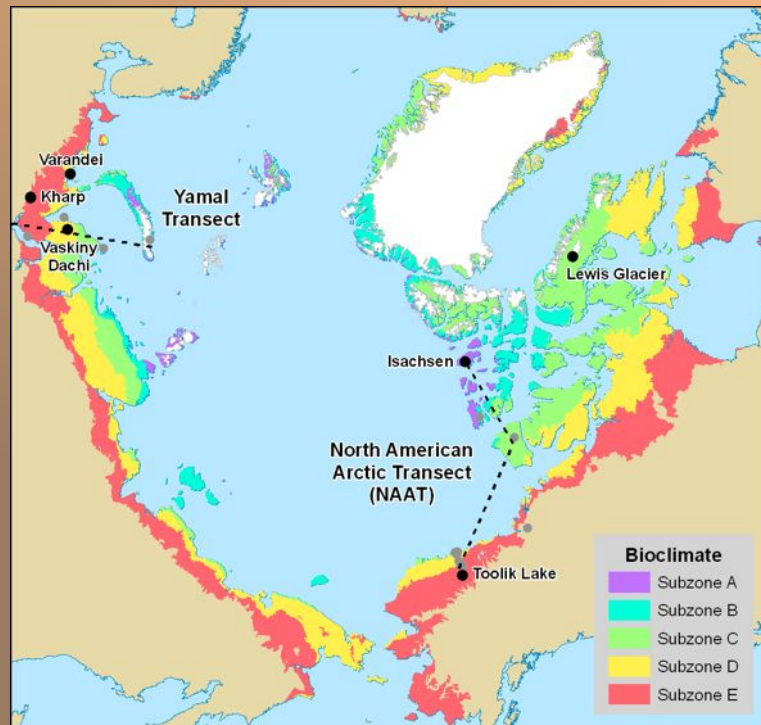 Varandei
Kharp
Yamal
Transect
Vaskiny
Dachi
Lewis Glacier
Isachsen
North American
Arctic Transect
(NAAT)
Toolik Lake
Bioclimate
Subzone A
Subzone B
Subzone C
Subzone D
Subzone E